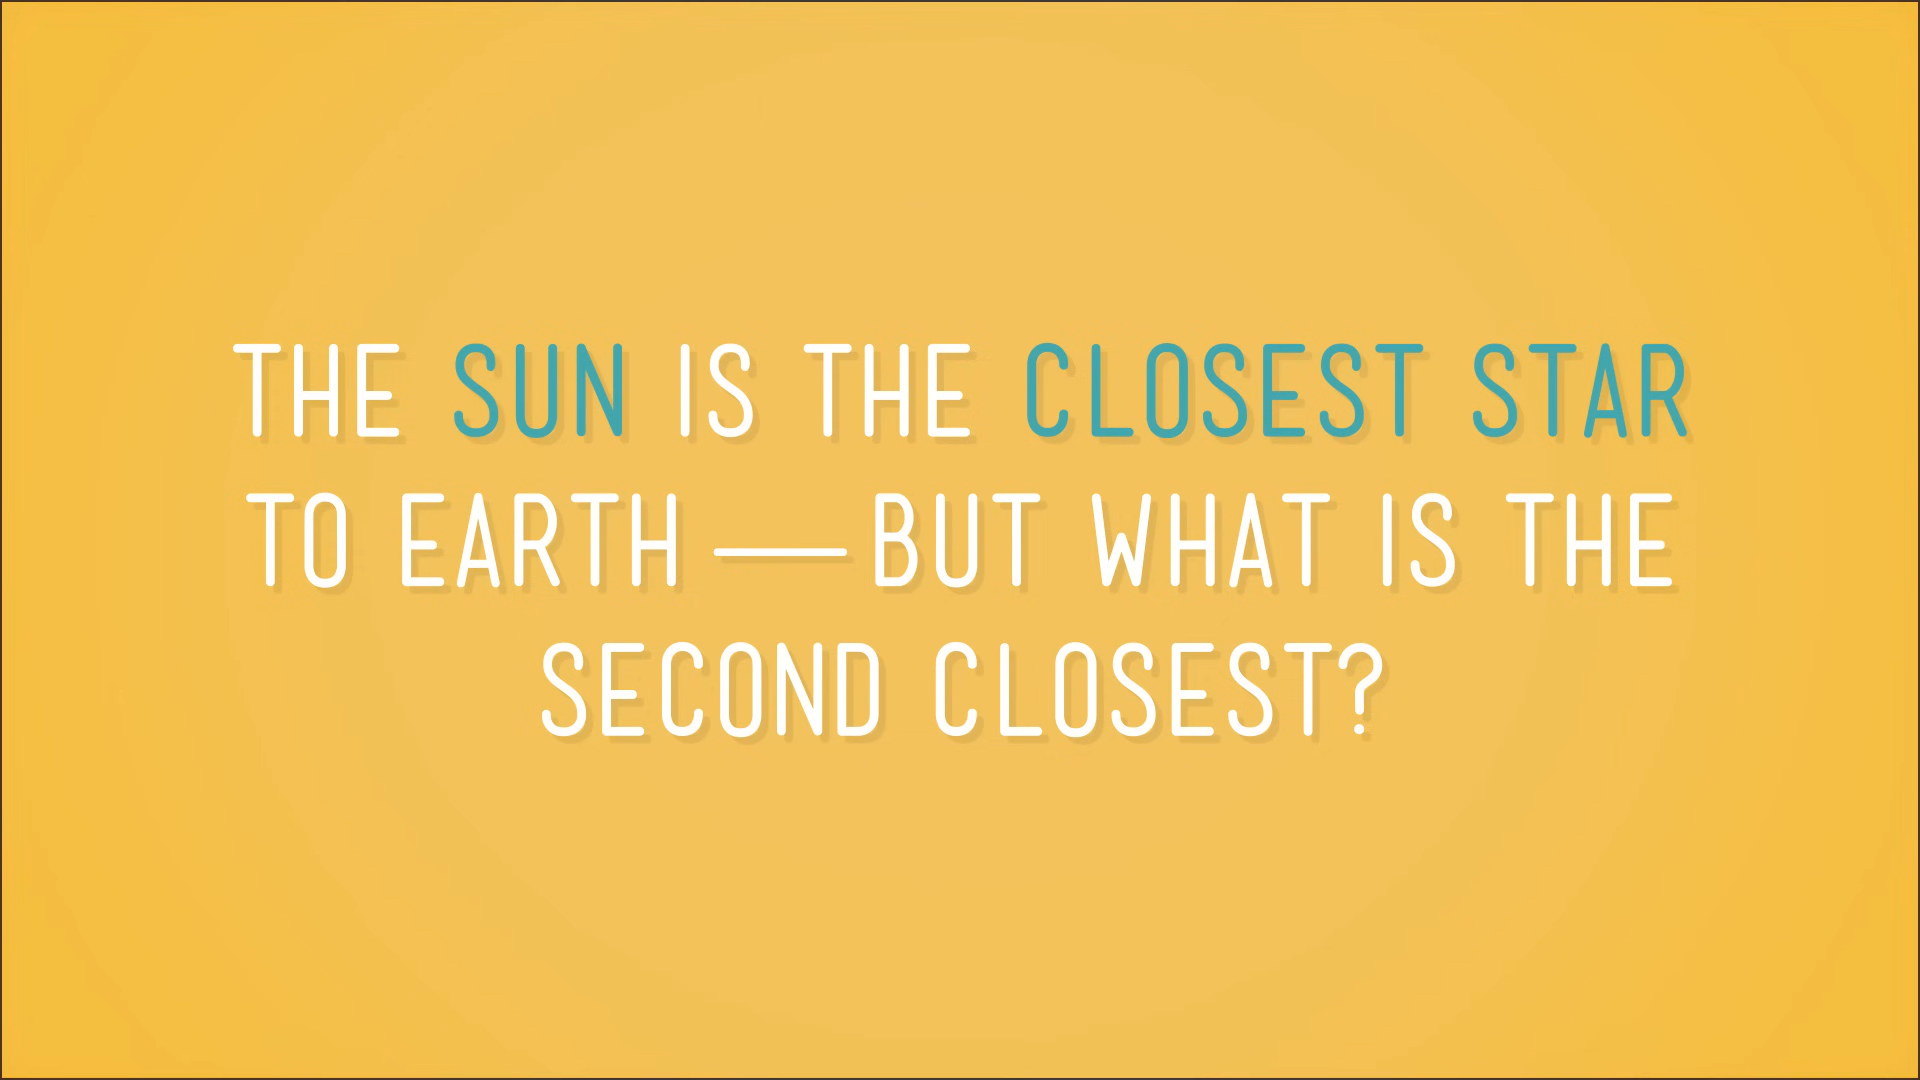 THE SUN IS THE CLOSEST STAR
TO EARTH — BUT WHAT IS THE
SECOND CLOSEST?